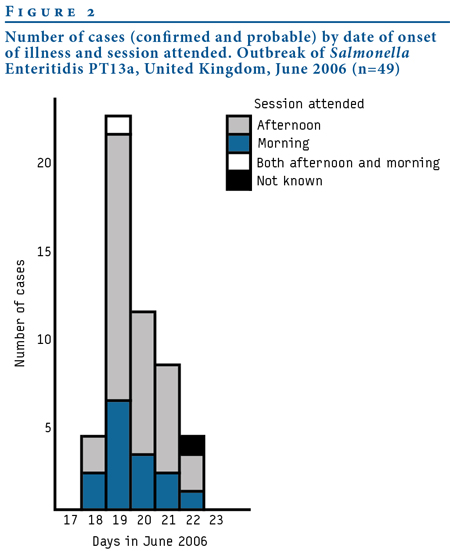 FIGURE 2
Number of cases (confirmed and probable) by date of onset
of illness and session attended. Outbreak of Salmonella
Enteritidis PT13a, United Kingdom, June 2006 (n=49)
Session attended
Afternoon
Morning
Both afternoon and morning
Not known
20
15
10
5
Number of cases
17 18 19 20 21 22 23
Days in June 2006